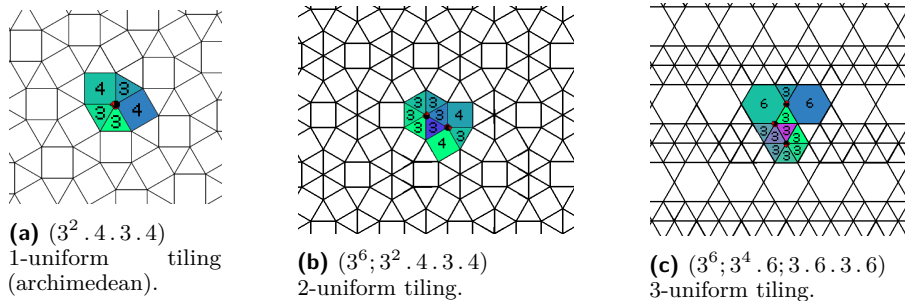 4 3
4
3 3
3 3
3 3 4
3 3 3
4
3
6 6
3
3 3 3 3
3 3 3
(a) (3².4.3.4)
1-uniform tiling
(archimedean).
(b) (3⁶;3².4.3.4)
2-uniform tiling.
(c) (3⁶;3⁴.6;3.6.3.6)
3-uniform tiling.